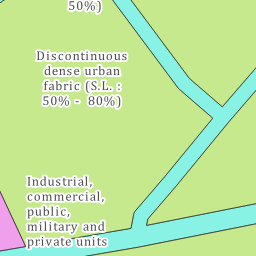 50%)
Discontinuous
dense urban
fabric (S.L. :
50% -  80%)
Industrial,
commercial,
public,
military and
private units